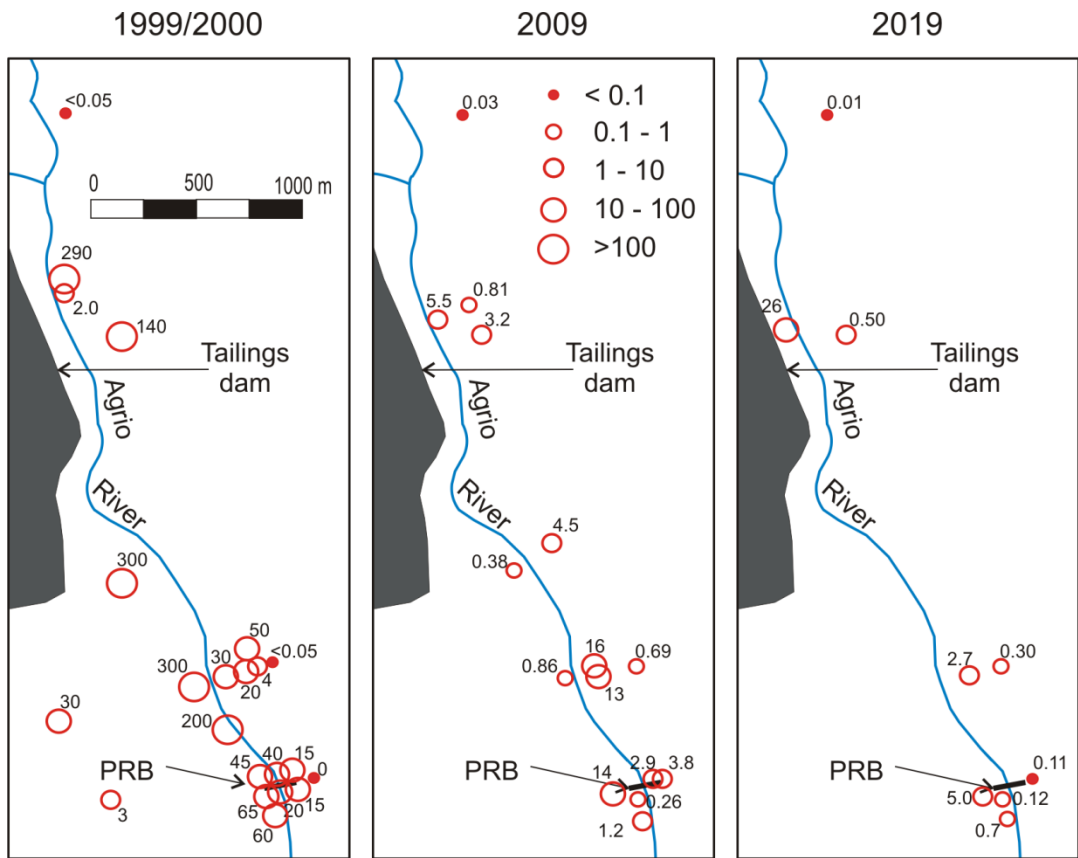 1999/2000
<0.05
0 500 1000 m
290
2.0
140
Tailings
dam
Agrio
River
300
50
<0.05
30
4
20
300
30
200
PRB
45 40 15 0
3
65 20 15
60
2009
0.03
< 0.1
0.1 - 1
1 - 10
10 - 100
>100
0.81
5.5
3.2
Tailings
dam
Agrio
River
4.5
0.38
16
0.69
0.86
13
PRB
2.9 3.8
14
0.26
1.2
2019
0.01
26
0.50
Tailings
dam
Agrio
River
0.30
2.7
PRB
0.11
5.0 0.12
0.7